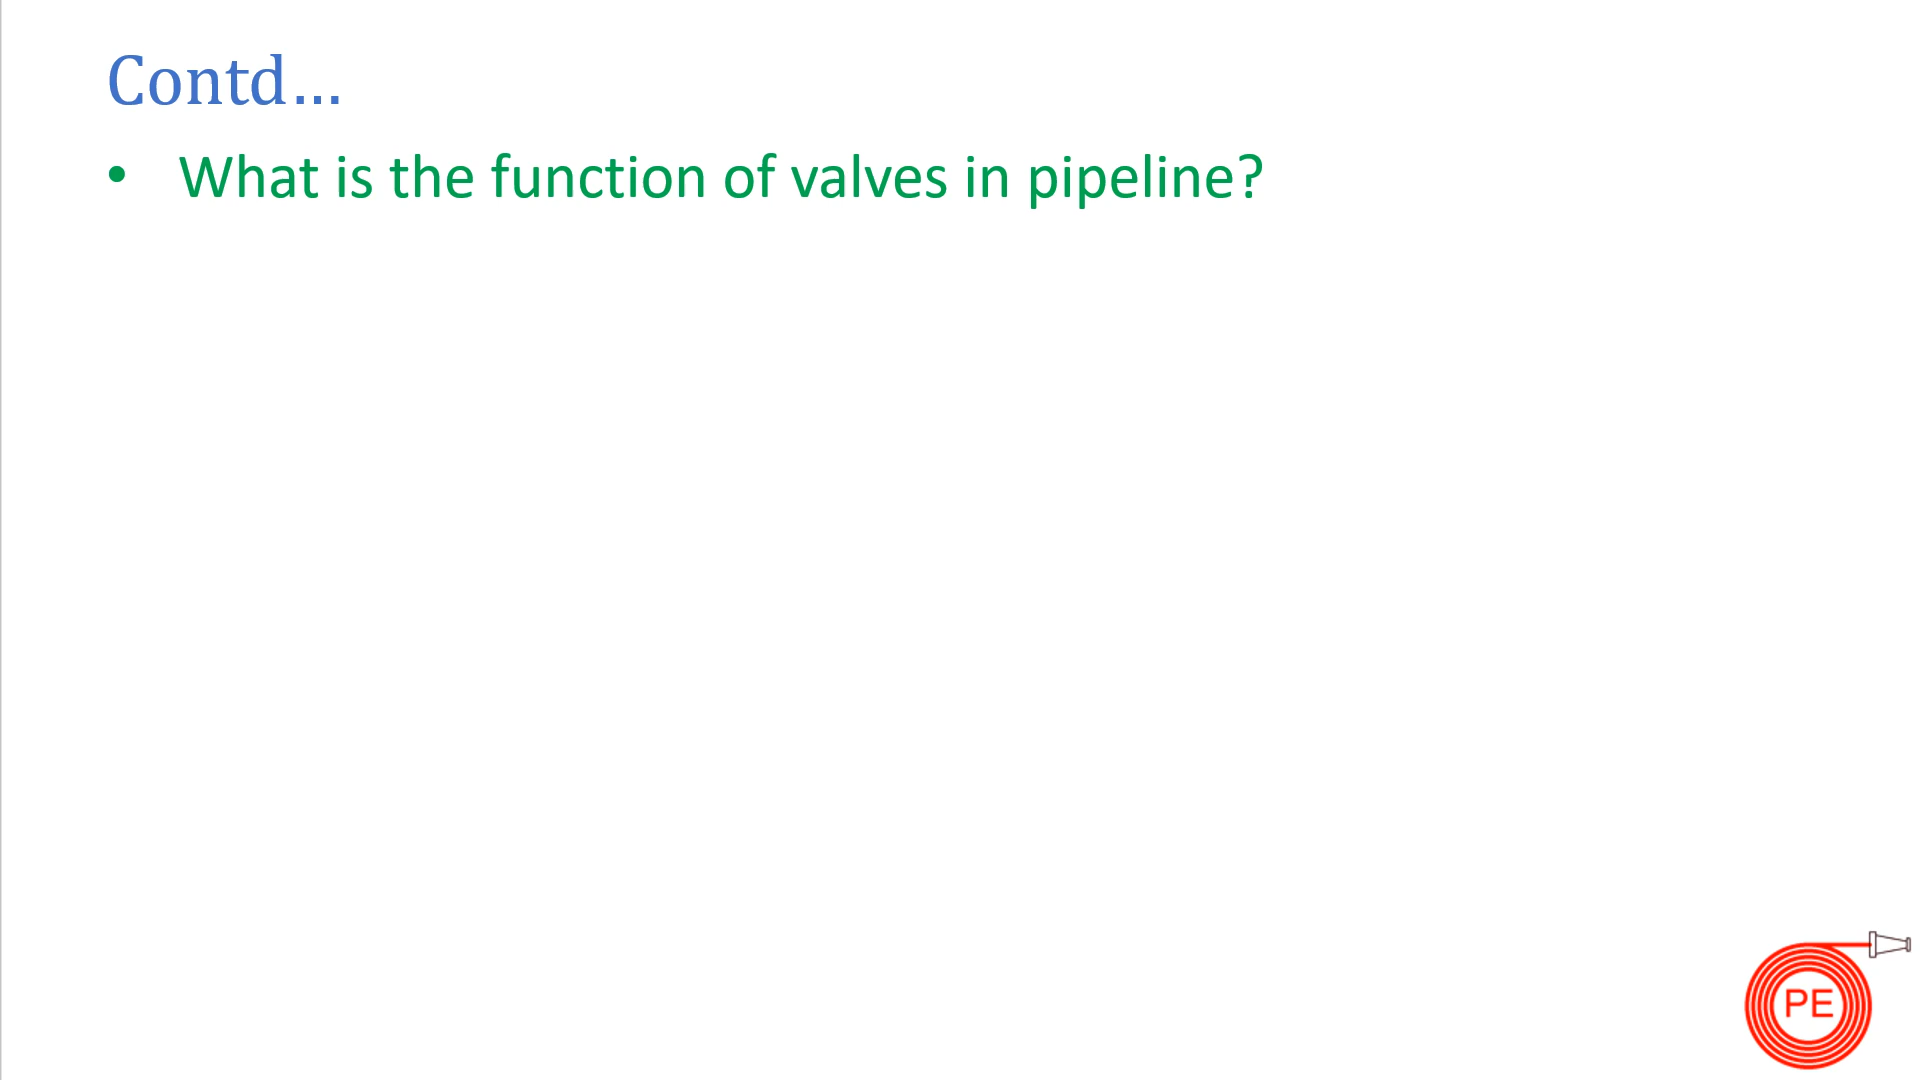 Contd...
• What is the function of valves in pipeline?
PE